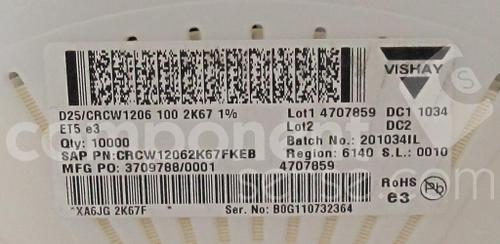 VISHAY
D25/CRCW1206 100 2K67 1% Lot1 4707859 DC1 1034
ET5 e3 Lot2 DC2
Qty: 10000 Batch No: 201034IL
SAP PN:CRCW12062K67FKEB Region: 6140 S.L.: 0010
MFG PO: 3709788/0001 4707859
RoHS
e3 Pb
"XA6JG 2K67F Ser. No: B0G110732364
component
sense
S